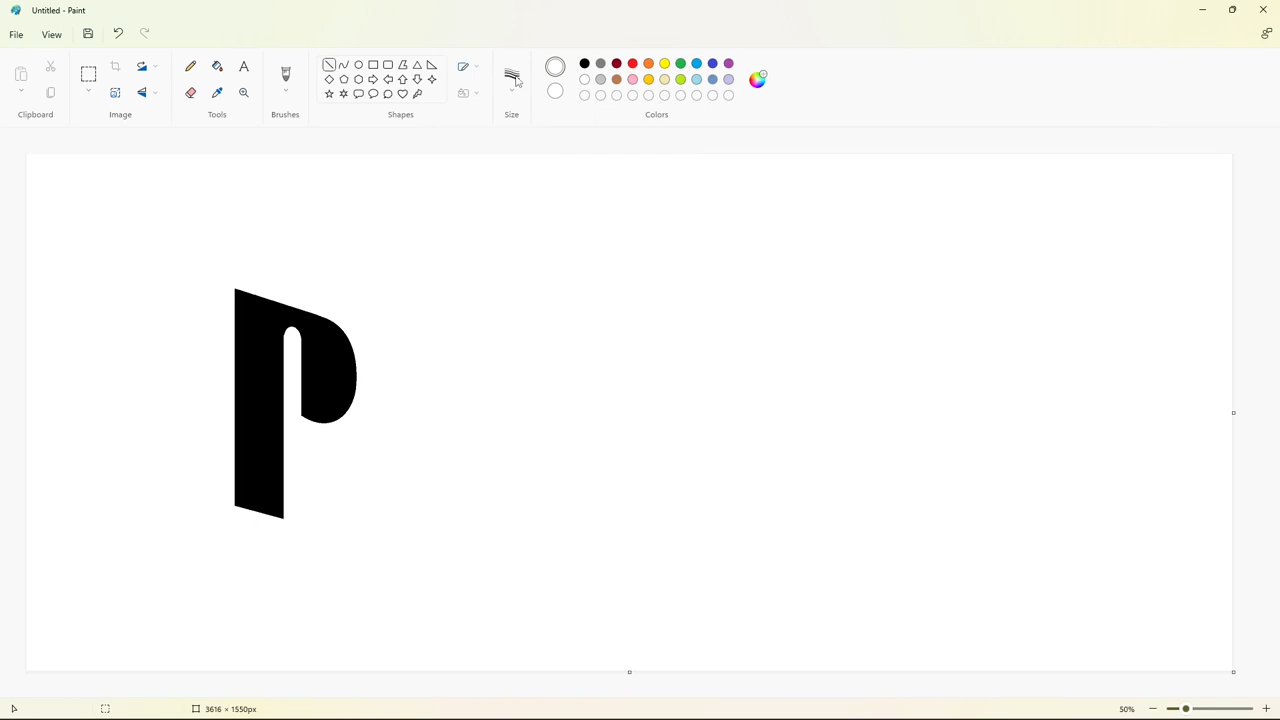 Untitled - Paint
File View
Clipboard Image Tools Brushes Shapes Size Colors
P
3616 × 1550px 50%